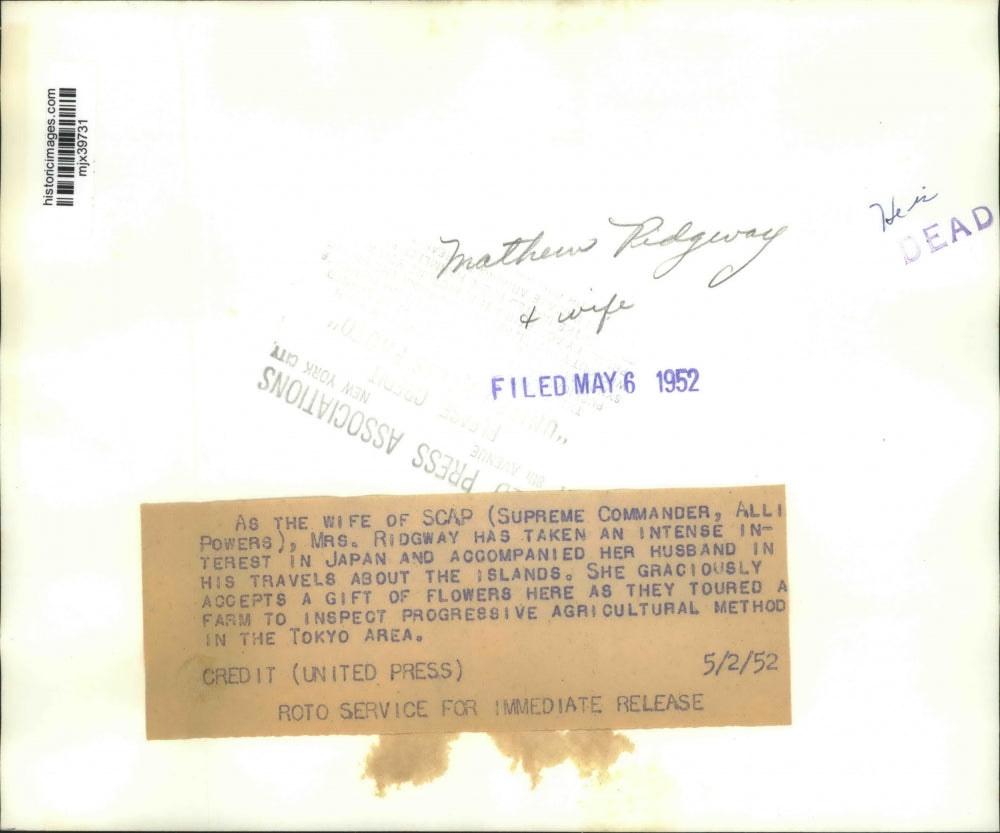 historicimages.com
mjx39731
DEAD
Mathew Ridgway
& wife
FILED MAY 6 1952
PRESS ASSOCIATIONS
8th AVENUE NEW YORK CITY,
PLEASE CREDIT
PHOTO"
AS THE WIFE OF SCAP (SUPREME COMMANDER, ALLI
POWERS), MRS. RIDGWAY HAS TAKEN AN INTENSE IN-
TEREST IN JAPAN AND ACCOMPANIED HER HUSBAND IN
HIS TRAVELS ABOUT THE ISLANDS. SHE GRACIOUSLY
ACCEPTS A GIFT OF FLOWERS HERE AS THEY TOURED A
FARM TO INSPECT PROGRESSIVE AGRICULTURAL METHOD
IN THE TOKYO AREA.
CREDIT (UNITED PRESS) 5/2/52
ROTO SERVICE FOR IMMEDIATE RELEASE